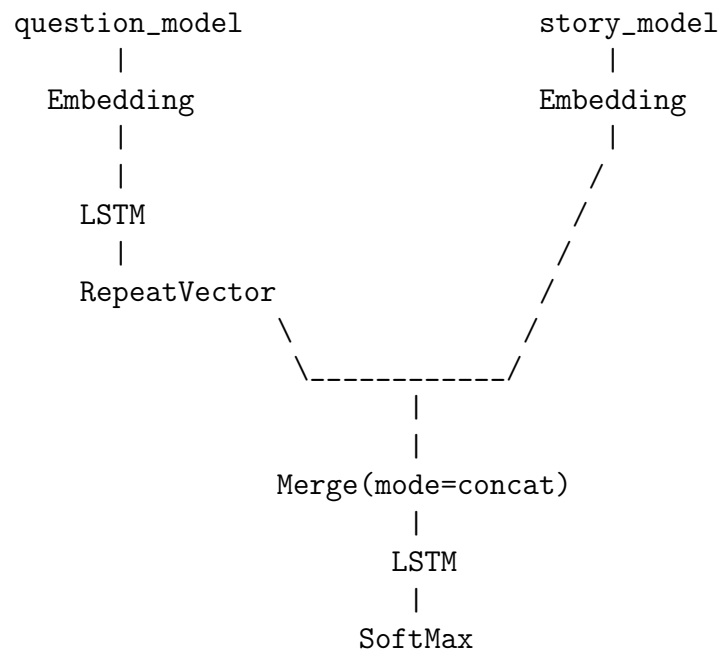 question_model story_model
Embedding Embedding
LSTM
RepeatVector
Merge(mode=concat)
LSTM
SoftMax